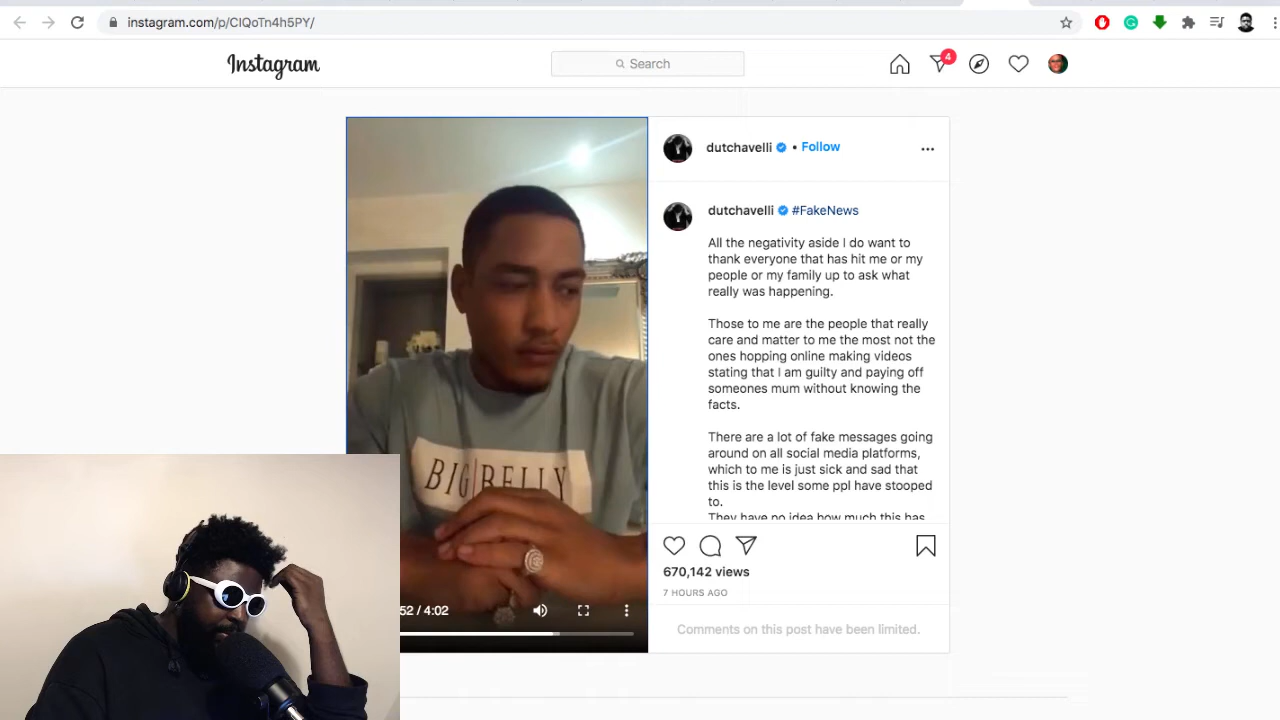 instagram.com/p/CIQoTn4h5PY/
Instagram
Search
4
dutchavelli • Follow
dutchavelli #FakeNews
All the negativity aside I do want to
thank everyone that has hit me or my
people or my family up to ask what
really was happening.
Those to me are the people that really
care and matter to me the most not the
ones hopping online making videos
stating that I am guilty and paying off
someones mum without knowing the
facts.
There are a lot of fake messages going
around on all social media platforms,
which to me is just sick and sad that
this is the level some ppl have stooped
to.
They have no idea how much this has
BIG BELLY
52 / 4:02
670,142 views
7 HOURS AGO
Comments on this post have been limited.